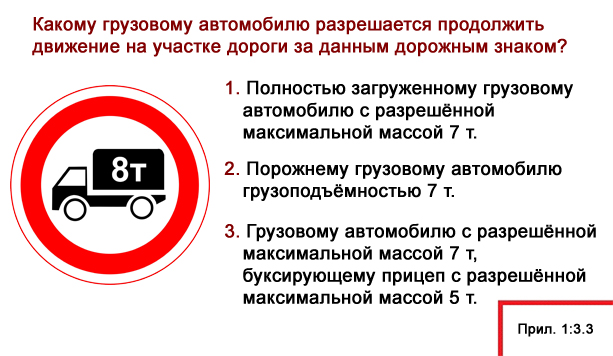 Какому грузовому автомобилю разрешается продолжить
движение на участке дороги за данным дорожным знаком?
8т
1. Полностью загруженному грузовому
автомобилю с разрешённой
максимальной массой 7 т.
2. Порожнему грузовому автомобилю
грузоподъёмностью 7 т.
3. Грузовому автомобилю с разрешённой
максимальной массой 7 т,
буксирующему прицеп с разрешённой
максимальной массой 5 т.
Прил. 1:3.3